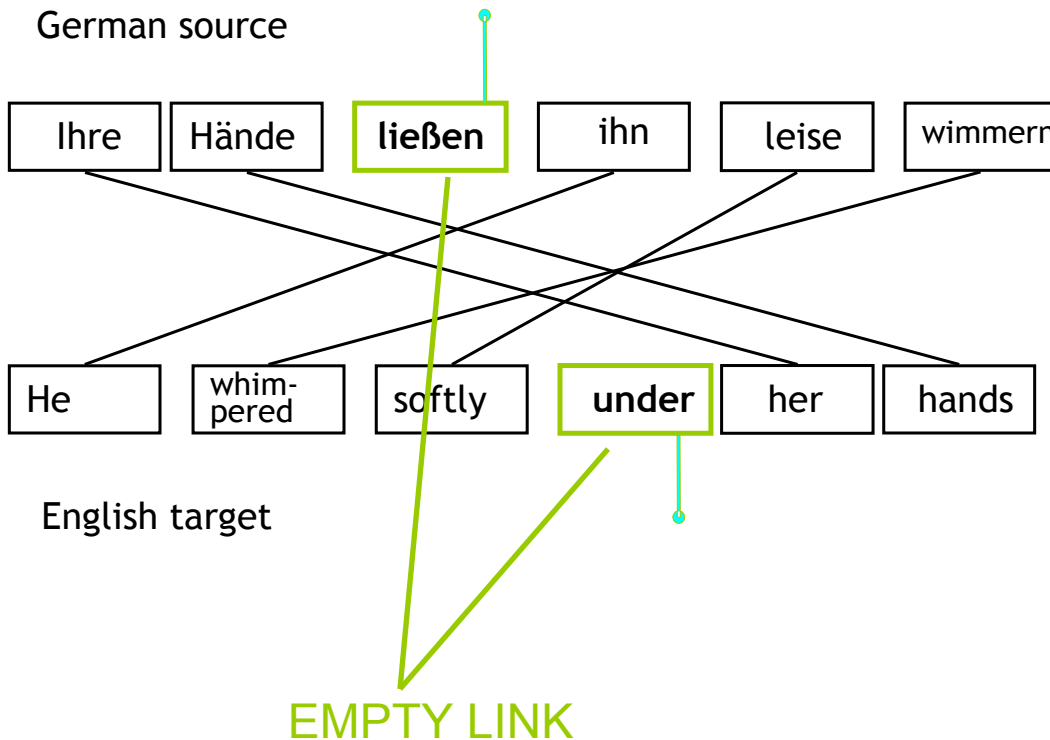 German source
Ihre Hände ließen ihn leise wimmern
He whim-
pered softly under her hands
English target
EMPTY LINK